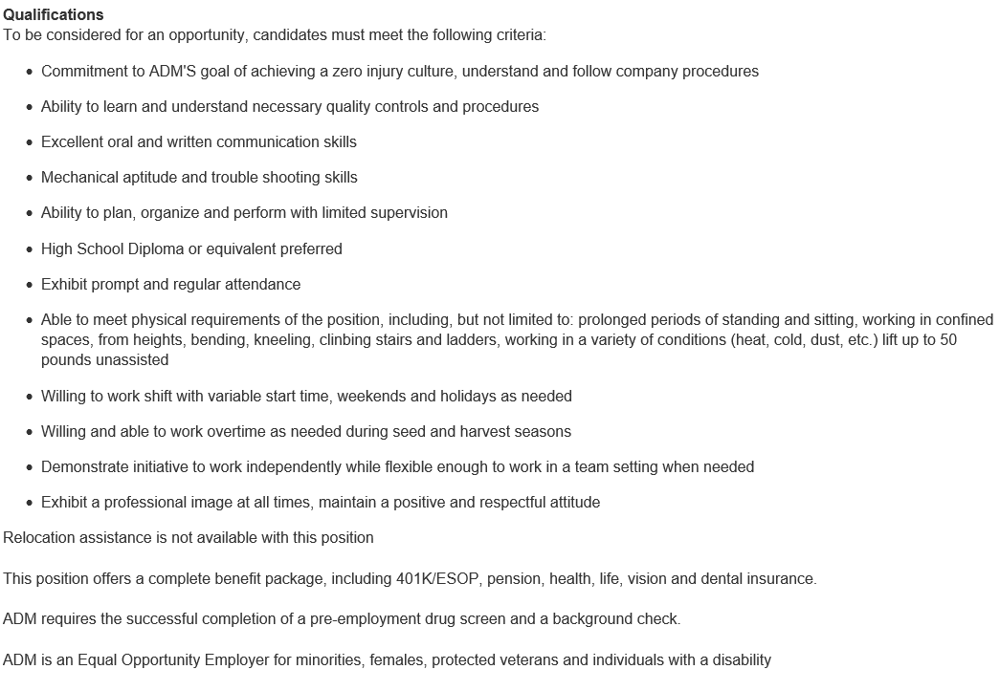 Qualifications
To be considered for an opportunity, candidates must meet the following criteria:
• Commitment to ADM'S goal of achieving a zero injury culture, understand and follow company procedures
• Ability to learn and understand necessary quality controls and procedures
• Excellent oral and written communication skills
• Mechanical aptitude and trouble shooting skills
• Ability to plan, organize and perform with limited supervision
• High School Diploma or equivalent preferred
• Exhibit prompt and regular attendance
• Able to meet physical requirements of the position, including, but not limited to: prolonged periods of standing and sitting, working in confined
spaces, from heights, bending, kneeling, clinbing stairs and ladders, working in a variety of conditions (heat, cold, dust, etc.) lift up to 50
pounds unassisted
• Willing to work shift with variable start time, weekends and holidays as needed
• Willing and able to work overtime as needed during seed and harvest seasons
• Demonstrate initiative to work independently while flexible enough to work in a team setting when needed
• Exhibit a professional image at all times, maintain a positive and respectful attitude
Relocation assistance is not available with this position
This position offers a complete benefit package, including 401K/ESOP, pension, health, life, vision and dental insurance.
ADM requires the successful completion of a pre-employment drug screen and a background check.
ADM is an Equal Opportunity Employer for minorities, females, protected veterans and individuals with a disability